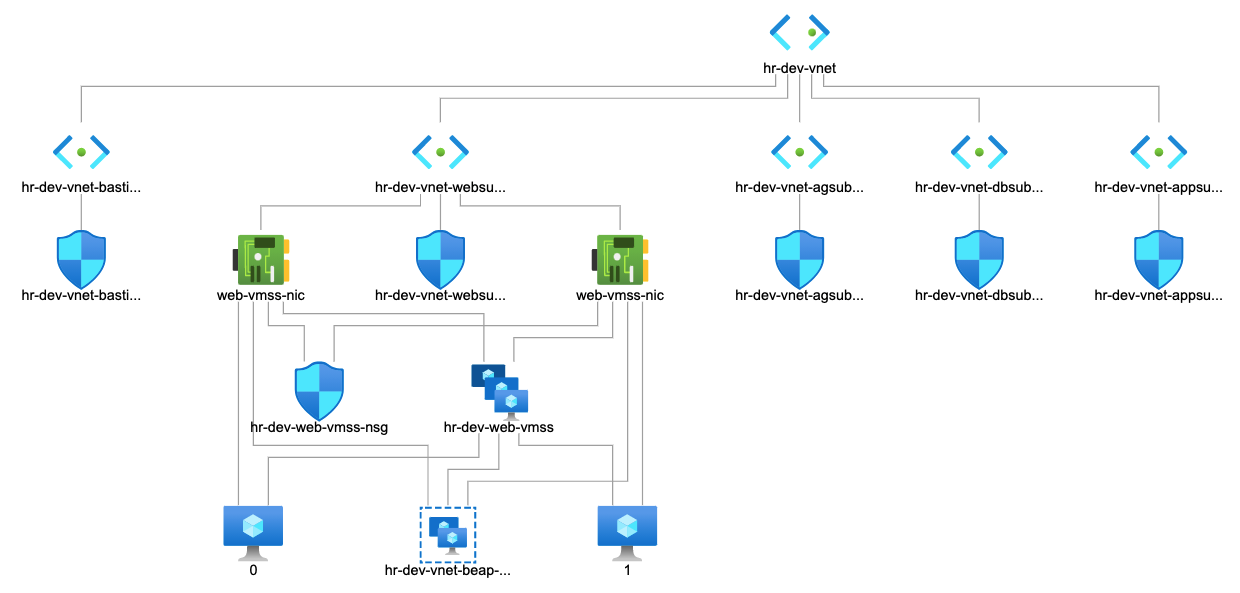 hr-dev-vnet
hr-dev-vnet-basti...
hr-dev-vnet-websu...
hr-dev-vnet-agsub...
hr-dev-vnet-dbsub...
hr-dev-vnet-appsu...
hr-dev-vnet-basti...
web-vmss-nic
hr-dev-vnet-websu...
web-vmss-nic
hr-dev-vnet-agsub...
hr-dev-vnet-dbsub...
hr-dev-vnet-appsu...
hr-dev-web-vmss-nsg
hr-dev-web-vmss
0
hr-dev-vnet-beap-...
1